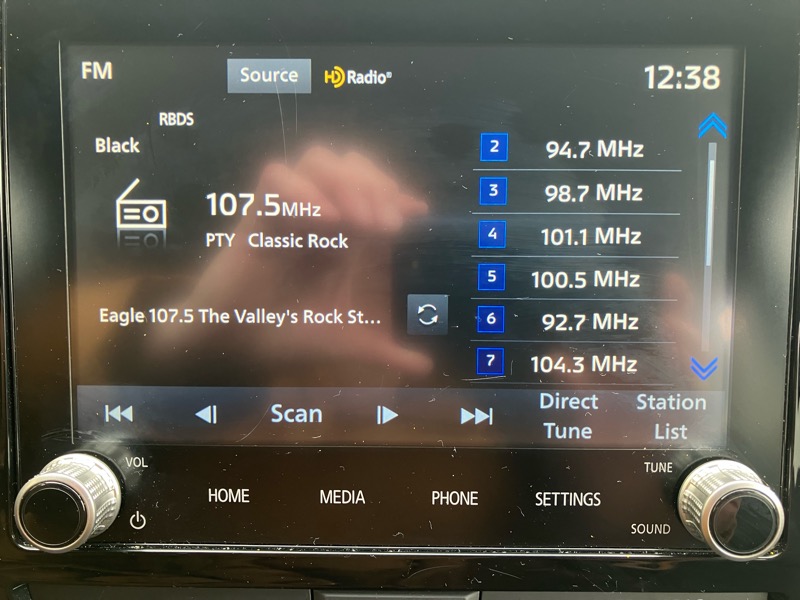 FM Source HD Radio® 12:38
RBDS
Black
107.5MHz
PTY Classic Rock
Eagle 107.5 The Valley's Rock St...
2 94.7 MHz
3 98.7 MHz
4 101.1 MHz
5 100.5 MHz
6 92.7 MHz
7 104.3 MHz
Scan
Direct
Tune
Station
List
VOL
HOME MEDIA PHONE SETTINGS
TUNE
SOUND